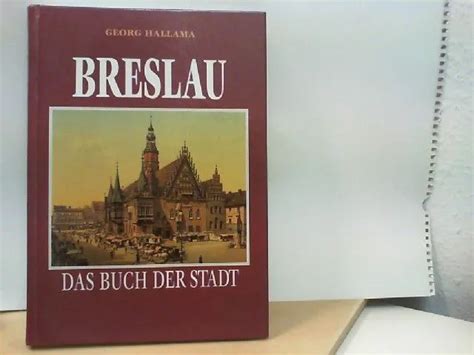 GEORG HALLAMA
BRESLAU
DAS BUCH DER STADT